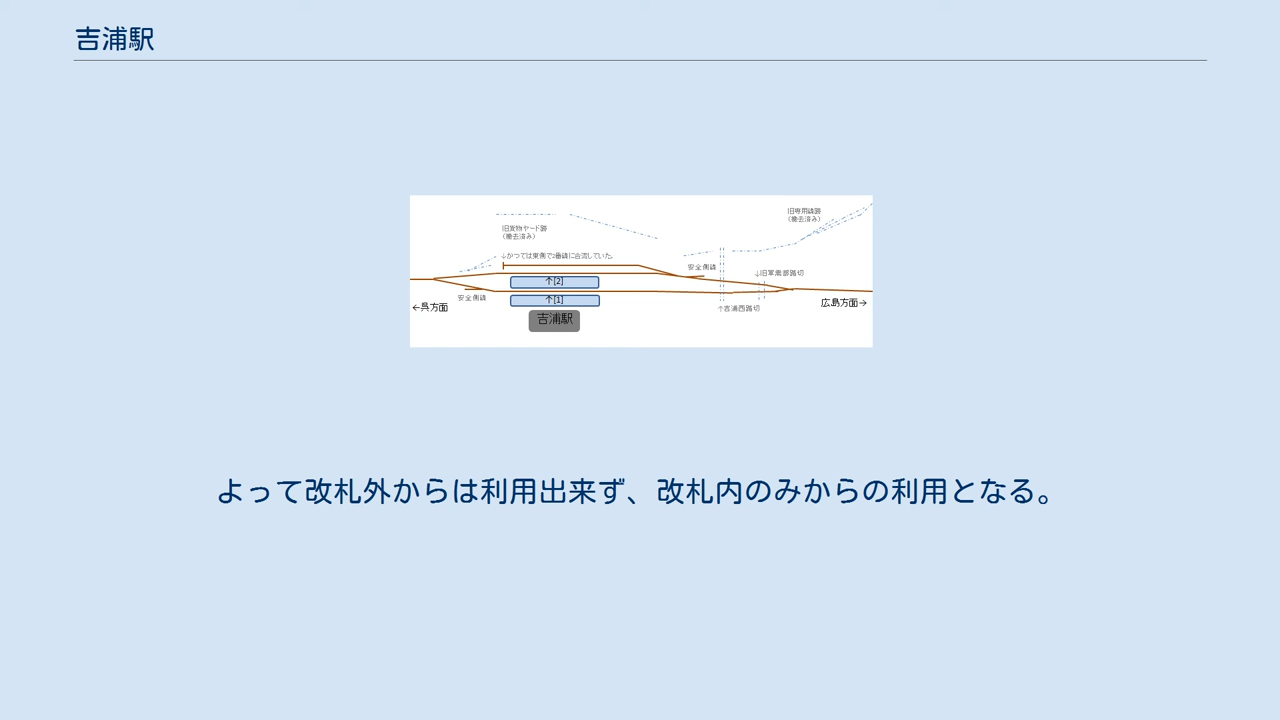 吉浦駅
旧専用線跡
(撤去済み)
旧貨物ヤード跡
(撤去済み)
↓かつては東側で2番線に合流していた。
安全側線
↓旧軍需部踏切
↑[2]
安全側線
↑[1]
←呉方面
広島方面→
↑吉浦西踏切
吉浦駅
よって改札外からは利用出来ず、改札内のみからの利用となる。